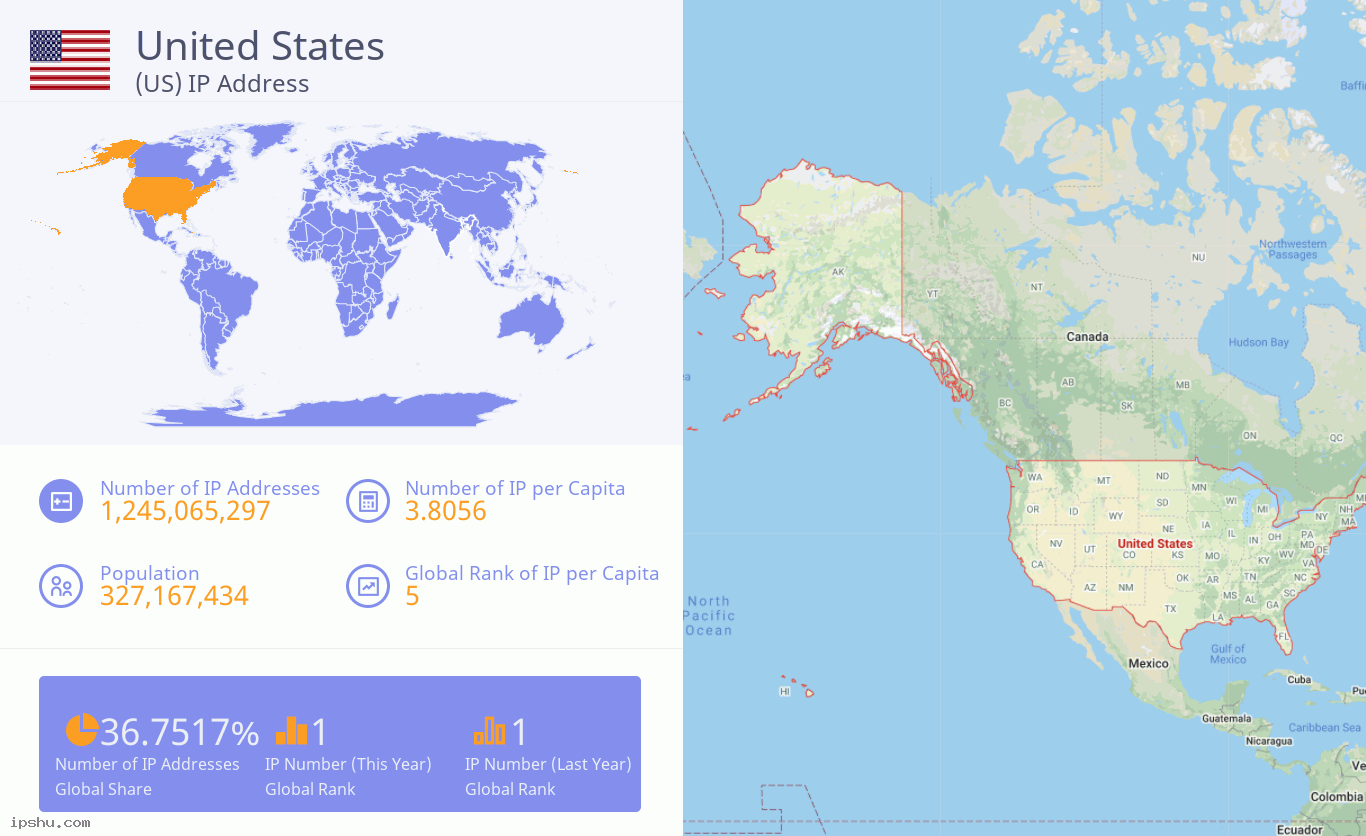 United States
(US) IP Address
Number of IP Addresses
1,245,065,297
Number of IP per Capita
3.8056
Population
327,167,434
Global Rank of IP per Capita
5
36.7517%
Number of IP Addresses
Global Share
1
IP Number (This Year)
Global Rank
1
IP Number (Last Year)
Global Rank
ipshu.com
Baffin
Northwestern
Passages
NU
AK
YT
NT
Canada
Hudson Bay
ea
AB
MB
BC
SK
ON
QC
WA
MT
ND
MN
OR
ID
WY
SD
WI
MI
NY
NH
MA
NE
IA
NV
UT
United States
CO
KS
IL
IN
OH
PA
MD
DE
CA
MO
KY
WV
VA
AZ
NM
OK
AR
TN
NC
MS
AL
SC
GA
TX
LA
FL
North
Pacific
Ocean
Gulf of
Mexico
Mexico
HI
Cuba
Guatemala
Caribbean Sea
Nicaragua
Colombia
Ecuador